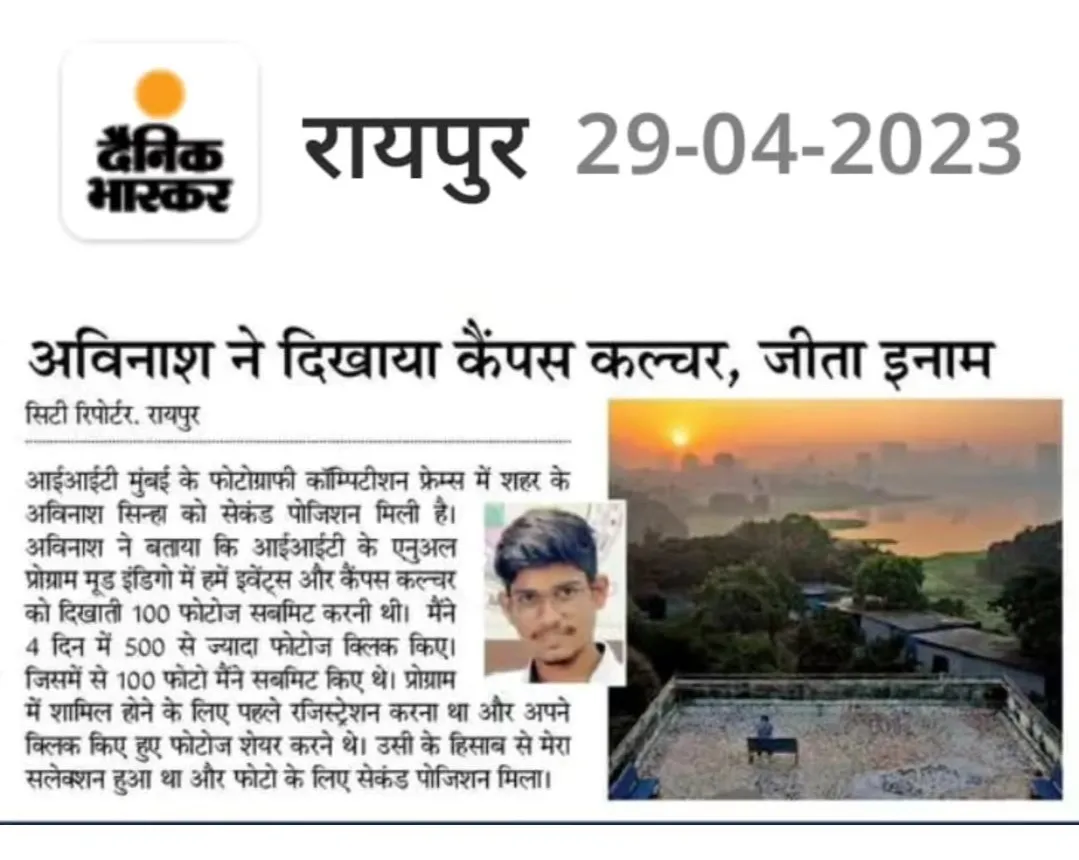 दैनिक
भास्कर
रायपुर 29-04-2023
अविनाश ने दिखाया कैंपस कल्चर, जीता इनाम
सिटी रिपोर्टर. रायपुर
आईआईटी मुंबई के फोटोग्राफी कॉम्पिटीशन फ्रेम्स में शहर के
अविनाश सिन्हा को सेकंड पोजिशन मिली है।
अविनाश ने बताया कि आईआईटी के एनुअल
प्रोग्राम मूड इंडिगो में हमें इवेंट्स और कैंपस कल्चर
को दिखाती 100 फोटोज सबमिट करनी थी। मैंने
4 दिन में 500 से ज्यादा फोटोज क्लिक किए।
जिसमें से 100 फोटो मैंने सबमिट किए थे। प्रोग्राम
में शामिल होने के लिए पहले रजिस्ट्रेशन करना था और अपने
क्लिक किए हुए फोटोज शेयर करने थे। उसी के हिसाब से मेरा
सलेक्शन हुआ था और फोटो के लिए सेकंड पोजिशन मिला।